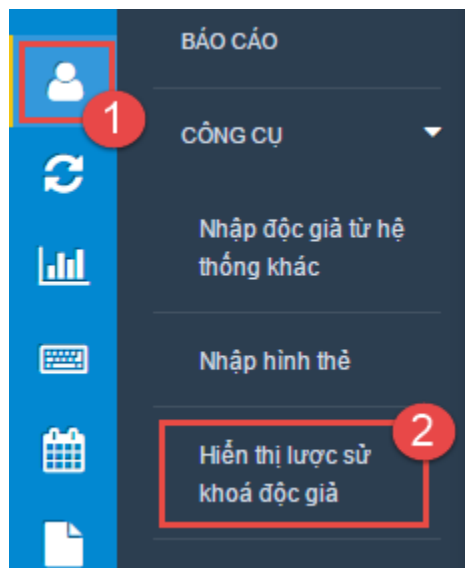 BÁO CÁO
1
CÔNG CỤ
Nhập độc giả từ hệ
thống khác
Nhập hình thẻ
2
Hiển thị lược sử
khoá độc giả